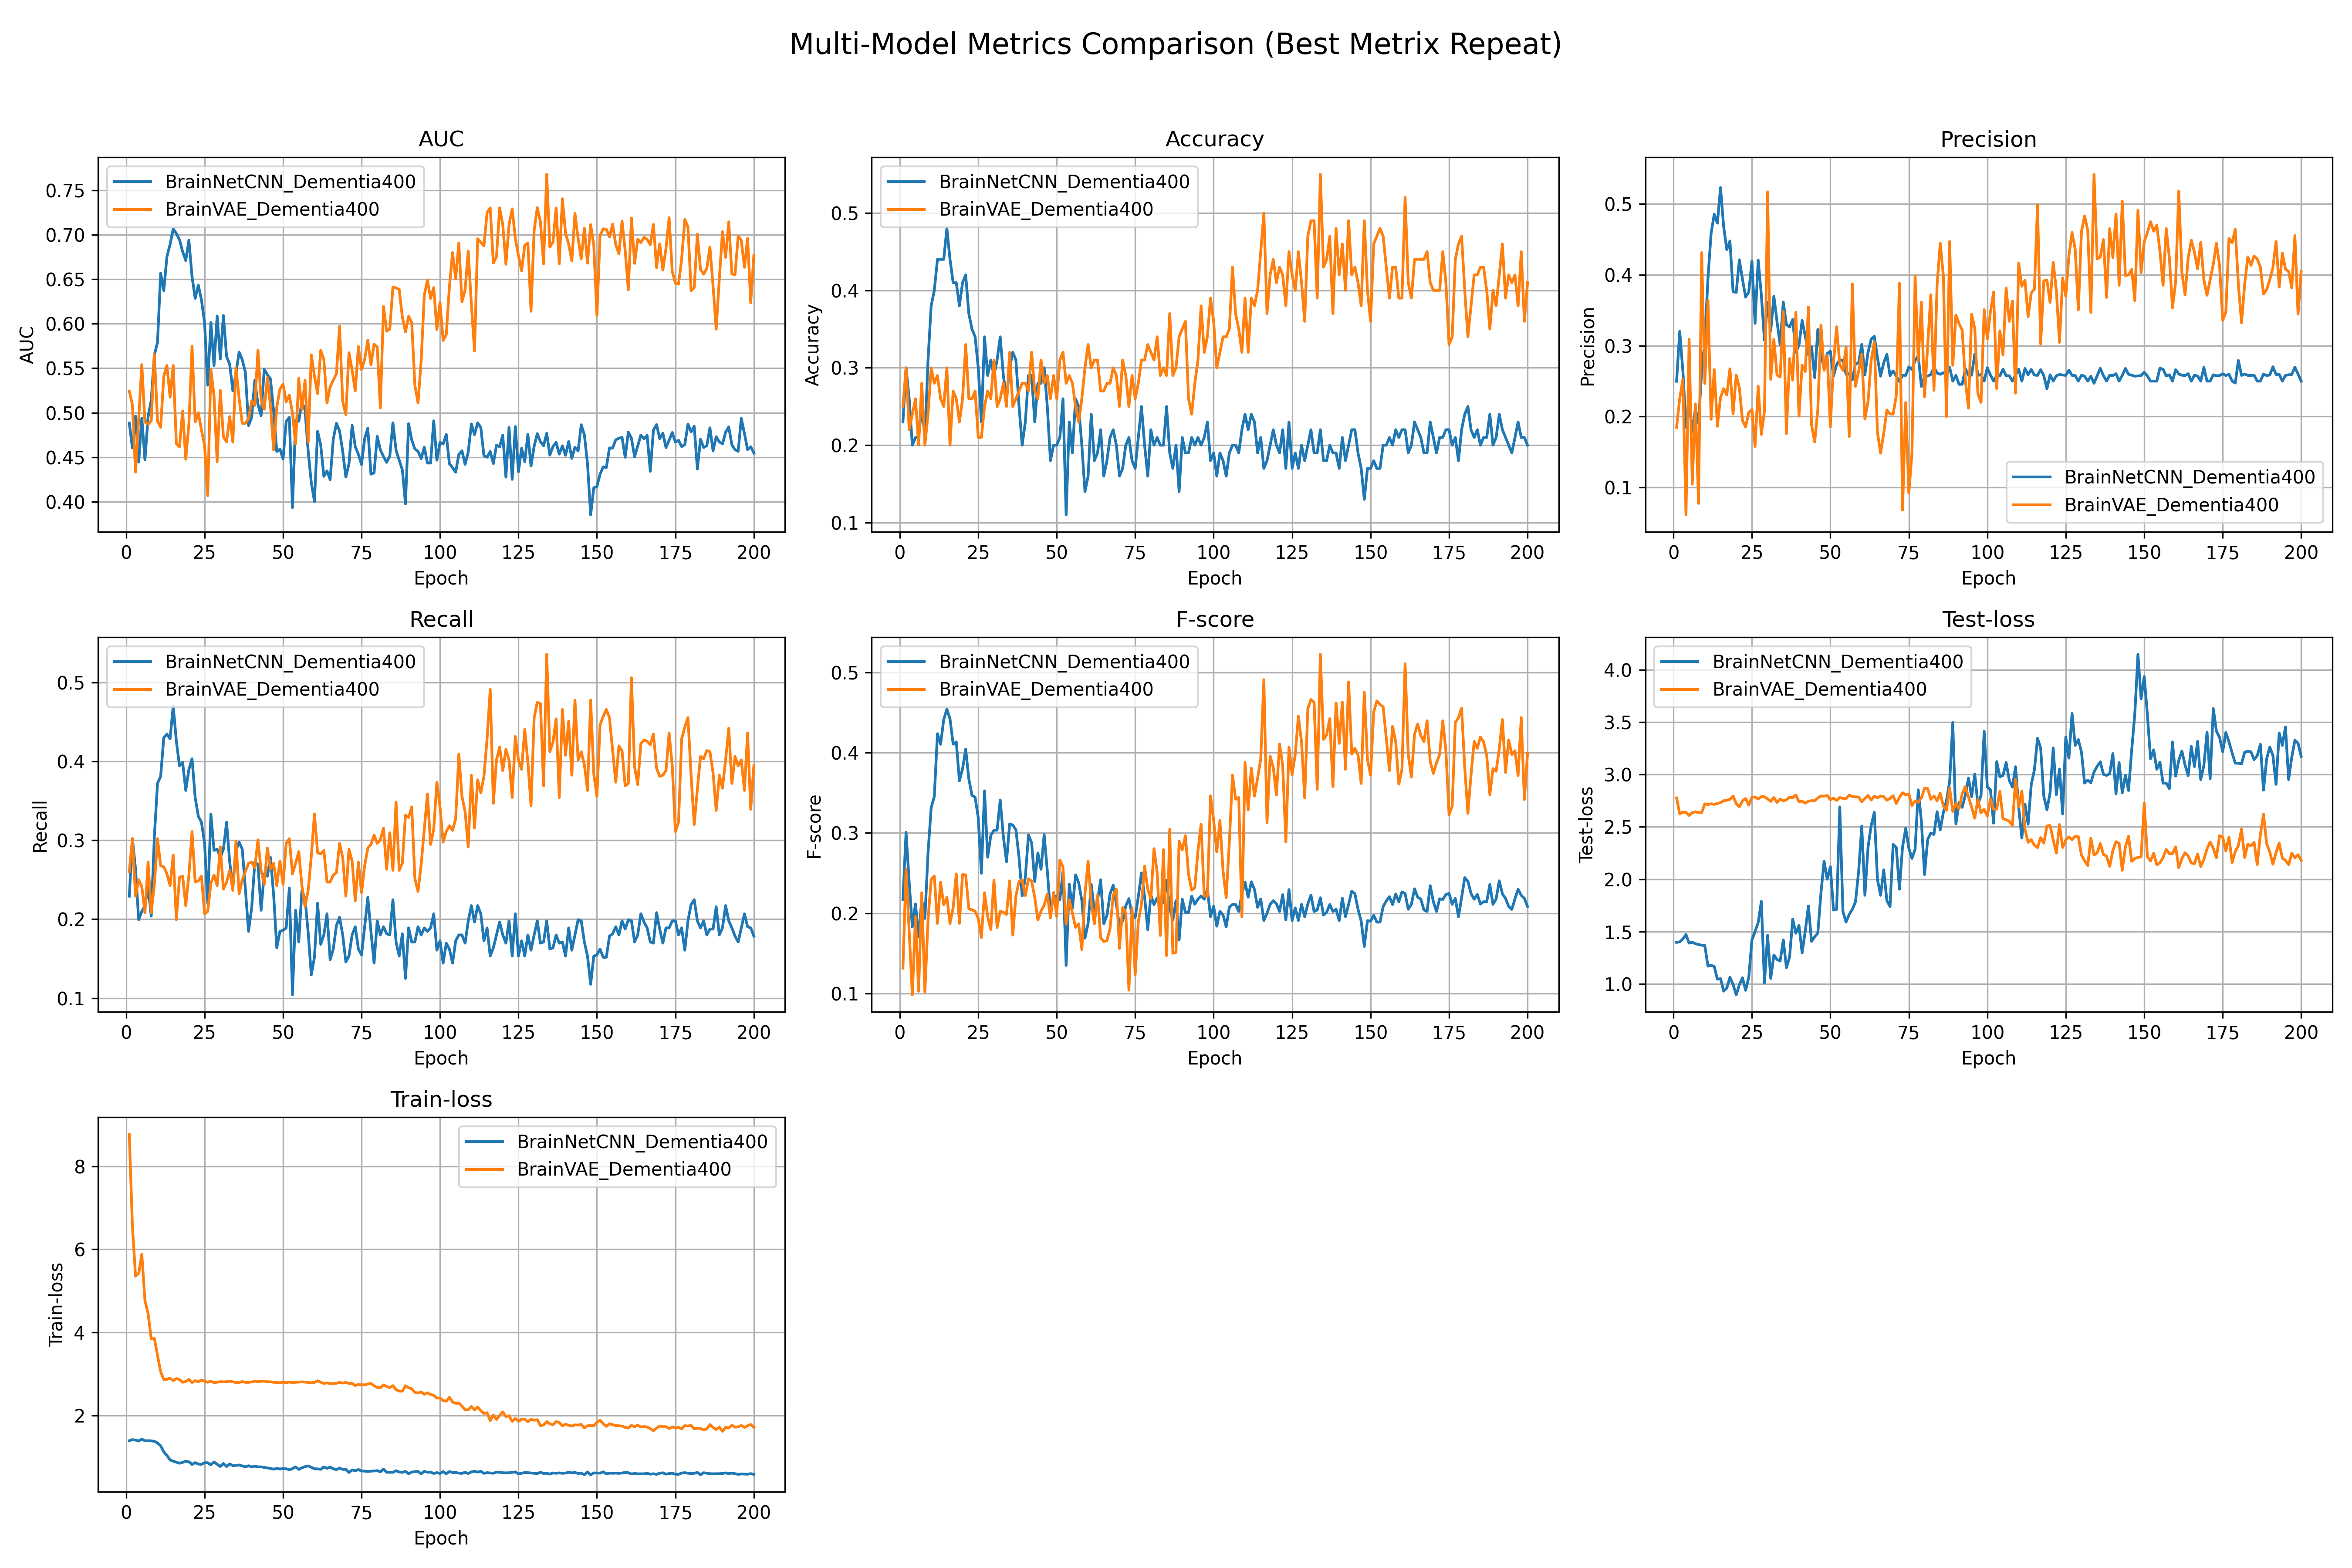 Multi-Model Metrics Comparison (Best Metrix Repeat)
AUC
BrainNetCNN_Dementia400
BrainVAE_Dementia400
AUC
0.75
0.70
0.65
0.60
0.55
0.50
0.45
0.40
0 25 50 75 100 125 150 175 200
Epoch
Accuracy
BrainNetCNN_Dementia400
BrainVAE_Dementia400
Accuracy
0.5
0.4
0.3
0.2
0.1
0 25 50 75 100 125 150 175 200
Epoch
Precision
BrainNetCNN_Dementia400
BrainVAE_Dementia400
Precision
0.5
0.4
0.3
0.2
0.1
0 25 50 75 100 125 150 175 200
Epoch
Recall
BrainNetCNN_Dementia400
BrainVAE_Dementia400
Recall
0.5
0.4
0.3
0.2
0.1
0 25 50 75 100 125 150 175 200
Epoch
F-score
BrainNetCNN_Dementia400
BrainVAE_Dementia400
F-score
0.5
0.4
0.3
0.2
0.1
0 25 50 75 100 125 150 175 200
Epoch
Test-loss
BrainNetCNN_Dementia400
BrainVAE_Dementia400
Test-loss
4.0
3.5
3.0
2.5
2.0
1.5
1.0
0 25 50 75 100 125 150 175 200
Epoch
Train-loss
BrainNetCNN_Dementia400
BrainVAE_Dementia400
Train-loss
8
6
4
2
0 25 50 75 100 125 150 175 200
Epoch